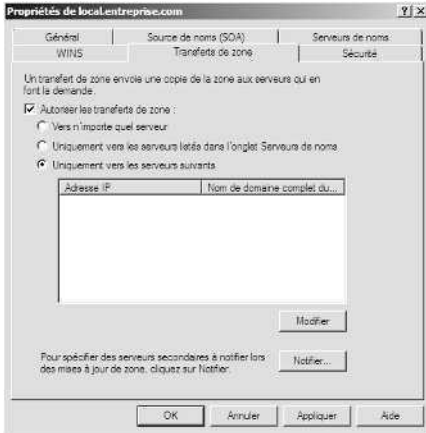 Propriétés de local.entreprise.com
Général Source de noms (SOA) Serveurs de noms
WINS Transferts de zone Sécurité
Un transfert de zone envoie une copie de la zone aux serveurs qui en
font la demande.
Autoriser les transferts de zone :
Vers n'importe quel serveur
Uniquement vers les serveurs listés dans l'onglet Serveurs de noms
Uniquement vers les serveurs suivants
Adresse IP Nom de domaine complet du...
Modifier
Pour spécifier des serveurs secondaires à notifier lors
des mises à jour de zone, cliquez sur Notifier.
Notifier...
OK Annuler Appliquer Aide